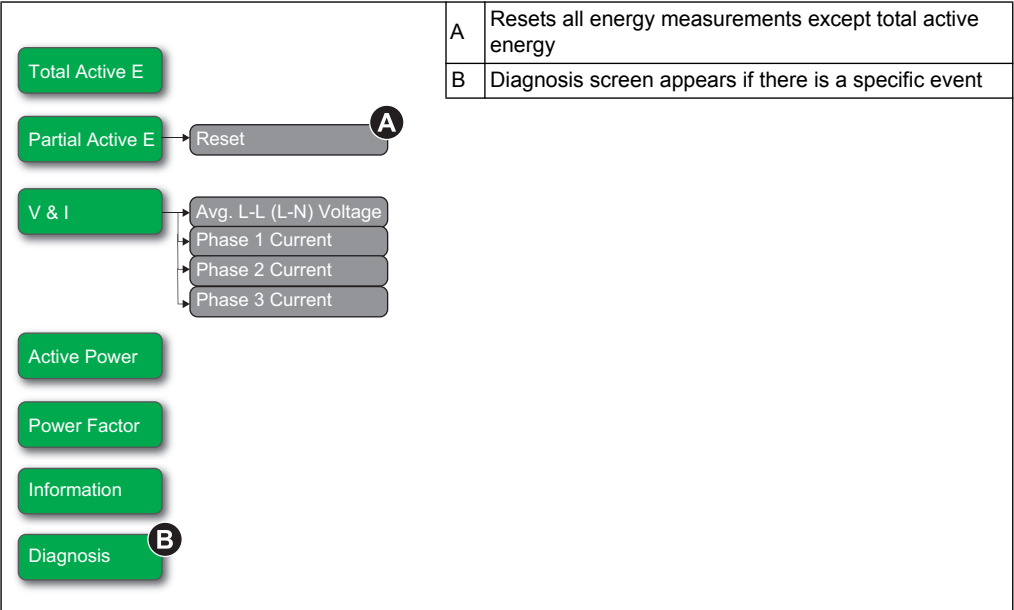 A Resets all energy measurements except total active
energy
B Diagnosis screen appears if there is a specific event
Total Active E
Partial Active E
Reset
A
V & I
Avg. L-L (L-N) Voltage
Phase 1 Current
Phase 2 Current
Phase 3 Current
Active Power
Power Factor
Information
Diagnosis
B